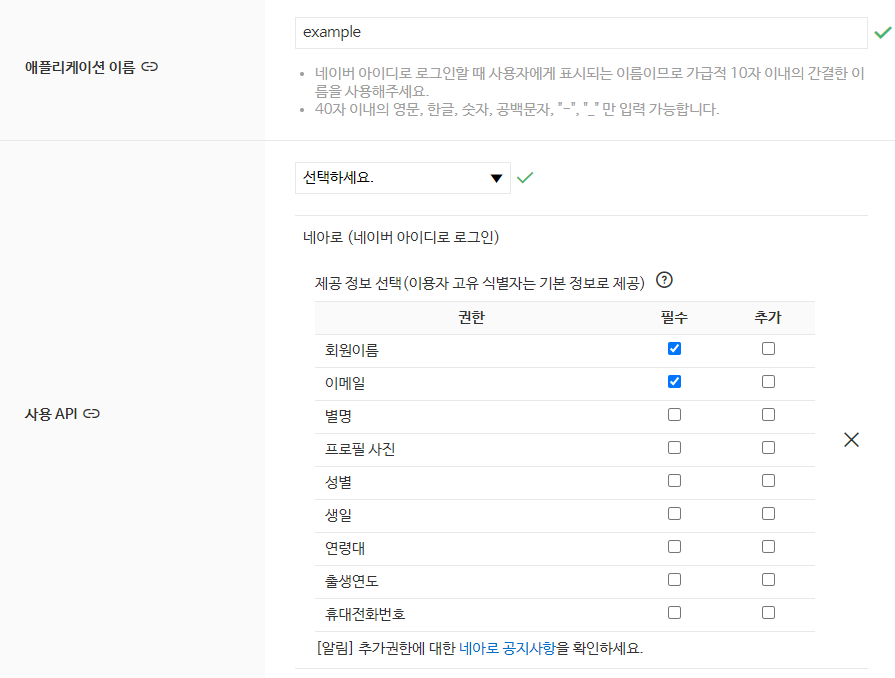 애플리케이션 이름
example
네이버 아이디로 로그인할 때 사용자에게 표시되는 이름이므로 가급적 10자 이내의 간결한 이
름을 사용해주세요.
40자 이내의 영문, 한글, 숫자, 공백문자, "-", "_" 만 입력 가능합니다.
사용 API
선택하세요.
네아로 (네이버 아이디로 로그인)
제공 정보 선택(이용자 고유 식별자는 기본 정보로 제공) ?
권한 필수 추가
회원이름
이메일
별명
프로필 사진
성별
생일
연령대
출생연도
휴대전화번호
[알림] 추가권한에 대한 네아로 공지사항을 확인하세요.